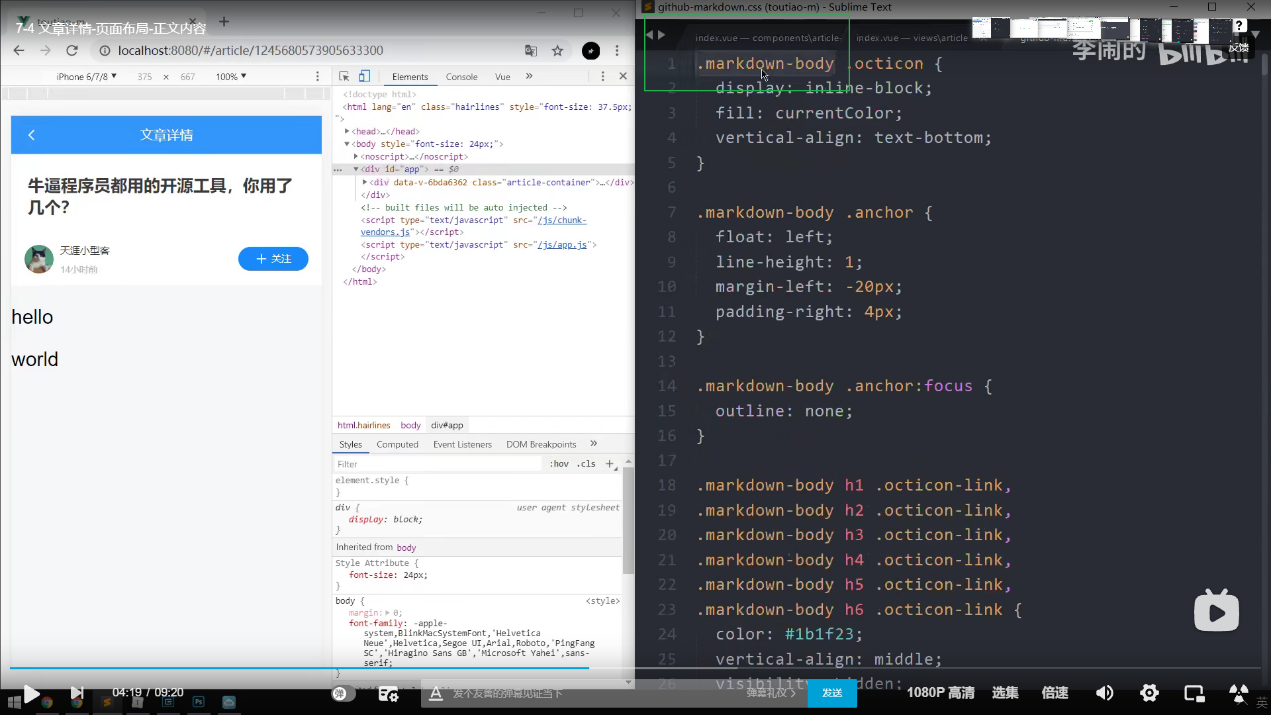 7-4 文章详情-页面布局-正文内容
localhost:8080/#/article/1245680573905633900
iPhone 6/7/8 ▼ 375 × 667 100% ▼
文章详情
牛逼程序员都用的开源工具，你用了
几个?
天涯小型客
14小时前
+ 关注
hello
world
Elements Console Vue »
<!doctype html>
<html lang="en" class="hairlines" style="font-size: 37.5px;
">
▶<head>…</head>
▼<body style="font-size: 24px;">
▶<noscript>…</noscript>
… ▼<div id="app"> == $0
▶<div data-v-6bda6362 class="article-container">…</div>
</div>
<!-- built files will be auto injected -->
<script type="text/javascript" src="/js/chunk-
vendors.js"></script>
<script type="text/javascript" src="/js/app.js">
</script>
</body>
</html>
html.hairlines body div#app
Styles Computed Event Listeners DOM Breakpoints »
Filter :hov .cls +
element.style {
}
div { user agent stylesheet
display: block;
}
Inherited from body
Style Attribute {
font-size: 24px;
}
body { <style>
margin:▶ 0;
font-family: -apple-
system,BlinkMacSystemFont,'Helvetica
Neue',Helvetica,Segoe UI,Arial,Roboto,'PingFang
SC','Hiragino Sans GB','Microsoft Yahei',sans-
serif;
}
github-markdown.css (toutiao-m) - Sublime Text
index.vue — components\article- index.vue — views\article
李闹的 bilibili
?
反馈
1 .markdown-body .octicon {
2 display: inline-block;
3 fill: currentColor;
4 vertical-align: text-bottom;
5 }
6
7 .markdown-body .anchor {
8 float: left;
9 line-height: 1;
10 margin-left: -20px;
11 padding-right: 4px;
12 }
13
14 .markdown-body .anchor:focus {
15 outline: none;
16 }
17
18 .markdown-body h1 .octicon-link,
19 .markdown-body h2 .octicon-link,
20 .markdown-body h3 .octicon-link,
21 .markdown-body h4 .octicon-link,
22 .markdown-body h5 .octicon-link,
23 .markdown-body h6 .octicon-link {
24 color: #1b1f23;
25 vertical-align: middle;
26 visibility: hidden;
04:19 / 09:20
弹
A 发个友善的弹幕见证当下
弹幕礼仪 >
发送
1080P 高清 选集 倍速
英